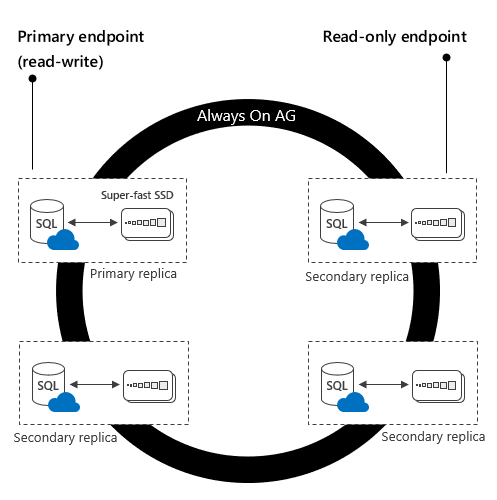 Primary endpoint
(read-write)
Read-only endpoint
Always On AG
Super-fast SSD
SQL
SQL
Primary replica
Secondary replica
SQL
SQL
Secondary replica
Secondary replica